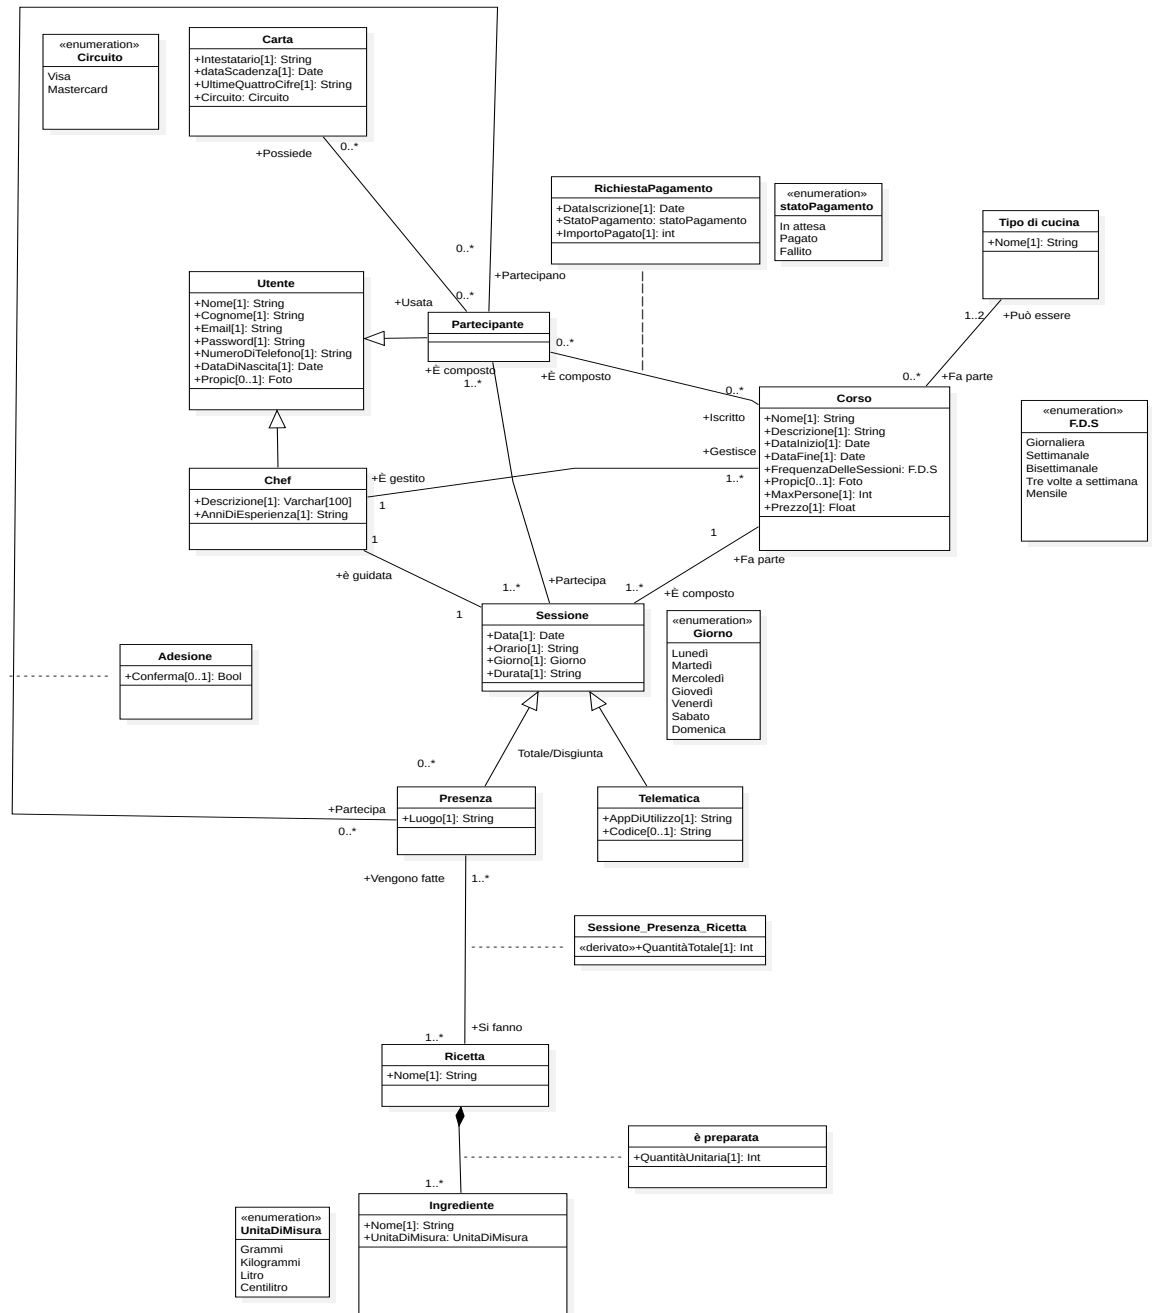 «enumeration»
Circuito
Visa
Mastercard
Carta
+Intestatario[1]: String
+dataScadenza[1]: Date
+UltimeQuattroCifre[1]: String
+Circuito: Circuito
+Possiede
0..*
RichiestaPagamento
+DataIscrizione[1]: Date
+StatoPagamento: statoPagamento
+ImportoPagato[1]: int
«enumeration»
statoPagamento
In attesa
Pagato
Fallito
Tipo di cucina
+Nome[1]: String
0..*
+Partecipano
Utente
+Nome[1]: String
+Cognome[1]: String
+Email[1]: String
+Password[1]: String
+NumeroDiTelefono[1]: String
+DataDiNascita[1]: Date
+Propic[0..1]: Foto
+Usata
0..*
Partecipante
1..2
+Può essere
0..*
+È composto
1..*
+È composto
0..*
+Iscritto
0..*
+Fa parte
Corso
+Nome[1]: String
+Descrizione[1]: String
+DataInizio[1]: Date
+DataFine[1]: Date
+FrequenzaDelleSessioni: F.D.S
+Propic[0..1]: Foto
+MaxPersone[1]: Int
+Prezzo[1]: Float
«enumeration»
F.D.S
Giornaliera
Settimanale
Bisettimanale
Tre volte a settimana
Mensile
+Gestisce
1..*
Chef
+Descrizione[1]: Varchar[100]
+AnniDiEsperienza[1]: String
+È gestito
1
1
+è guidata
1
1
+Fa parte
1..*
+Partecipa
1..*
+È composto
Sessione
+Data[1]: Date
+Orario[1]: String
+Giorno[1]: Giorno
+Durata[1]: String
«enumeration»
Giorno
Lunedì
Martedì
Mercoledì
Giovedì
Venerdì
Sabato
Domenica
Adesione
+Conferma[0..1]: Bool
Totale/Disgiunta
0..*
+Partecipa
0..*
Presenza
+Luogo[1]: String
Telematica
+AppDiUtilizzo[1]: String
+Codice[0..1]: String
+Vengono fatte
1..*
Sessione_Presenza_Ricetta
«derivato»+QuantitàTotale[1]: Int
+Si fanno
1..*
Ricetta
+Nome[1]: String
è preparata
+QuantitàUnitaria[1]: Int
1..*
Ingrediente
+Nome[1]: String
+UnitaDiMisura: UnitaDiMisura
«enumeration»
UnitaDiMisura
Grammi
Kilogrammi
Litro
Centilitro